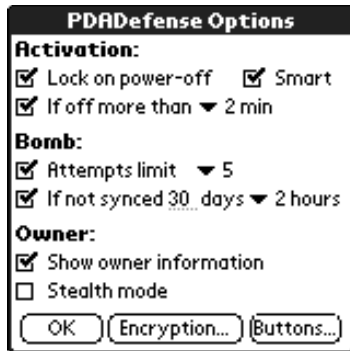 PDADefense Options
Activation:
Lock on power-off Smart
If off more than 2 min
Bomb:
Attempts limit 5
If not synced 30 days 2 hours
Owner:
Show owner information
Stealth mode
OK Encryption... Buttons...